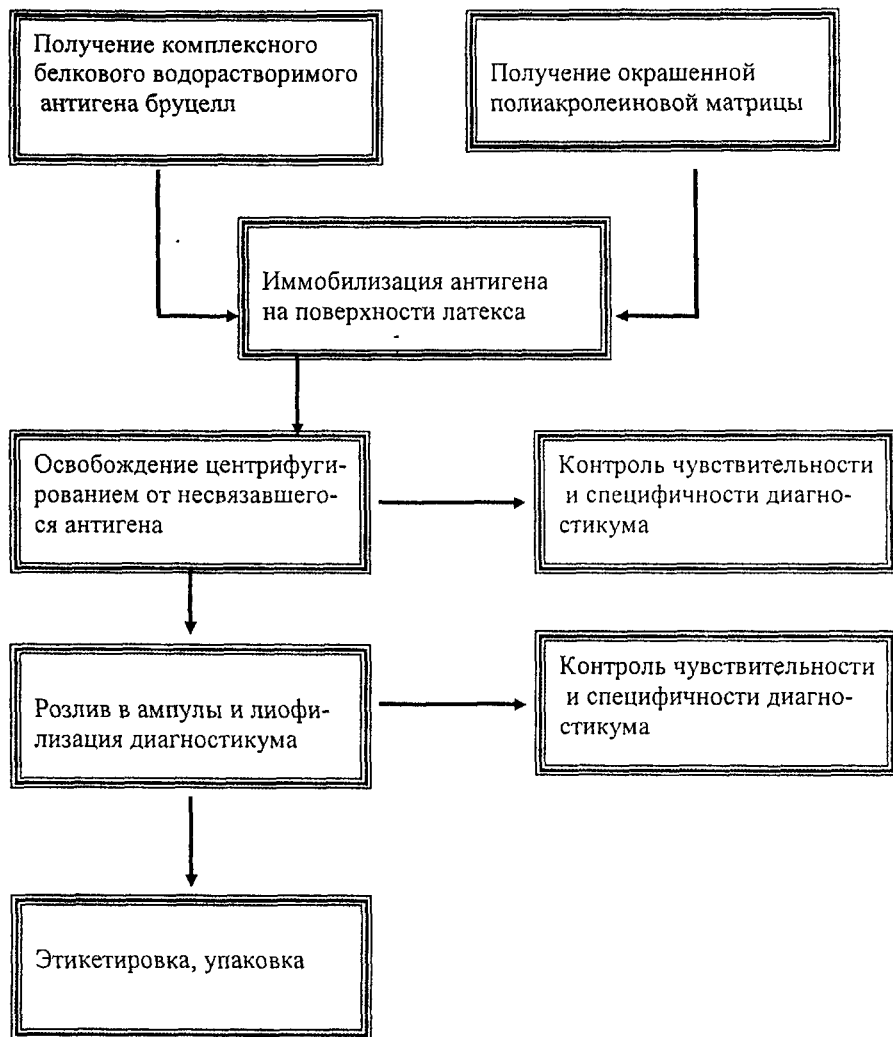 Получение комплексного
белкового водорастворимого
антигена бруцелл
Получение окрашенной
полиакролеиновой матрицы
Иммобилизация антигена
на поверхности латекса
Освобождение центрифуги-
рованием от несвязавшего-
ся антигена
Контроль чувствительности
и специфичности диагно-
стикума
Розлив в ампулы и лиофи-
лизация диагностикума
Контроль чувствительности
и специфичности диагно-
стикума
Этикетировка, упаковка